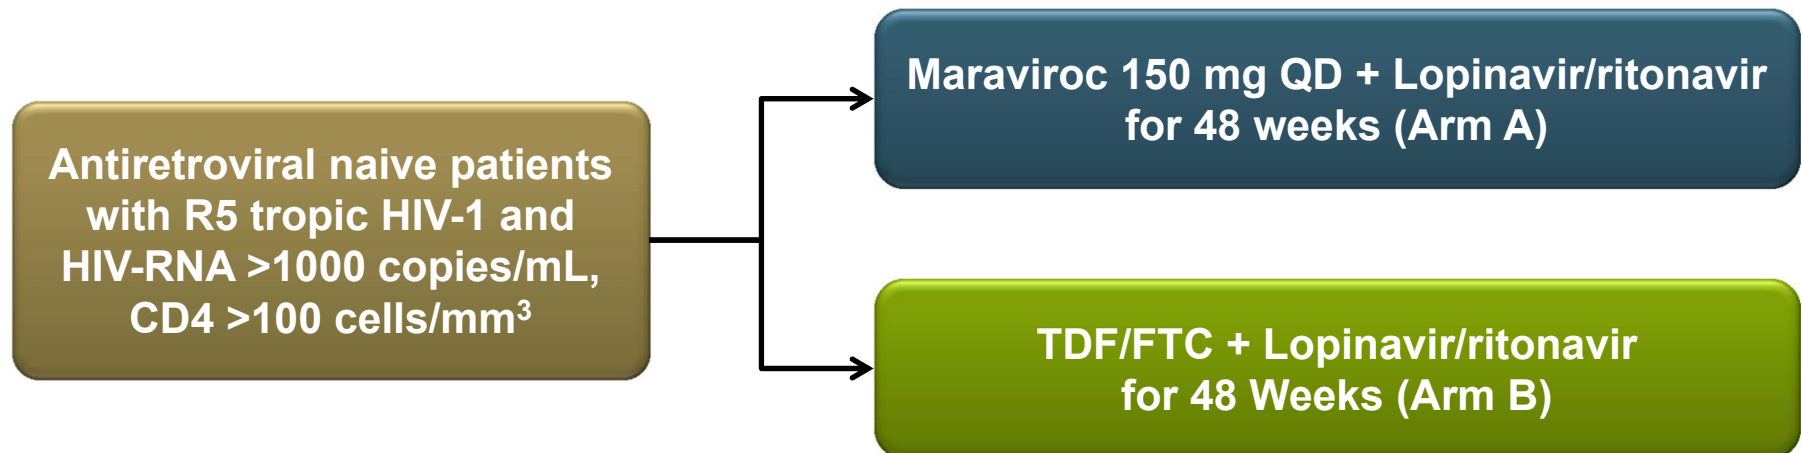 Antiretroviral naive patients
with R5 tropic HIV-1 and
HIV-RNA >1000 copies/mL,
CD4 >100 cells/mm³
Maraviroc 150 mg QD + Lopinavir/ritonavir
for 48 weeks (Arm A)
TDF/FTC + Lopinavir/ritonavir
for 48 Weeks (Arm B)